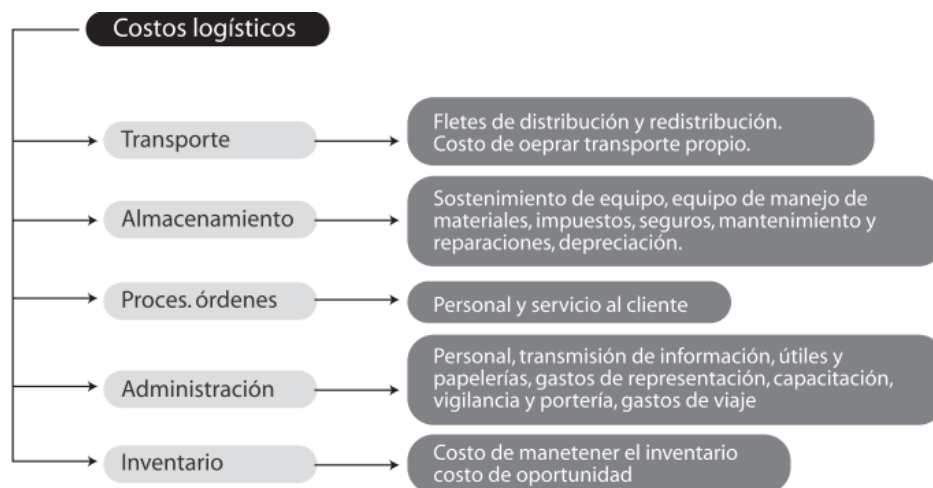 Costos logísticos
Transporte
Fletes de distribución y redistribución.
Costo de oeprar transporte propio.
Almacenamiento
Sostenimiento de equipo, equipo de manejo de
materiales, impuestos, seguros, mantenimiento y
reparaciones, depreciación.
Proces. órdenes
Personal y servicio al cliente
Administración
Personal, transmisión de información, útiles y
papelerías, gastos de representación, capacitación,
vigilancia y portería, gastos de viaje
Inventario
Costo de manetener el inventario
costo de oportunidad